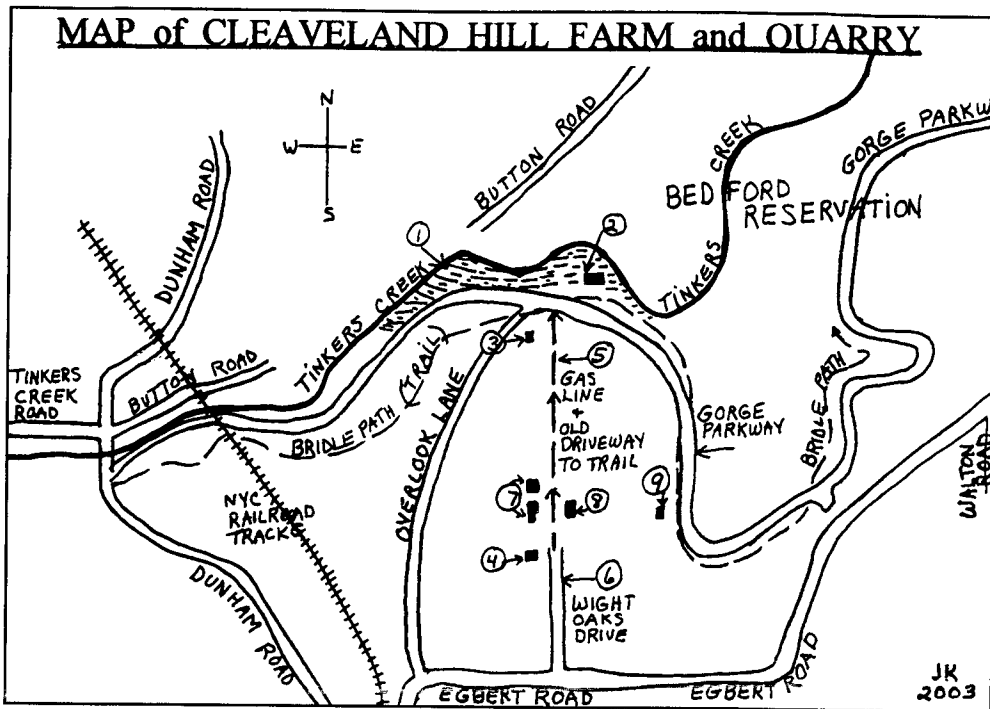 MAP of CLEAVELAND HILL FARM and QUARRY
N
W E
S
DUNHAM ROAD
BUTTON ROAD
TINKERS CREEK
BEDFORD
RESERVATION
GORGE PARKWAY
1
2
TINKERS CREEK
TINKERS
CREEK
ROAD
BUTTON ROAD
BRIDLE PATH (TRAIL)
OVERLOOK LANE
3
5
GAS
LINE
+
OLD
DRIVEWAY
TO TRAIL
GORGE
PARKWAY
BRIDLE PATH
WALTON
ROAD
NYC
RAILROAD
TRACKS
7
8
9
4
6
WIGHT
OAKS
DRIVE
DUNHAM ROAD
EGBERT ROAD
EGBERT ROAD
JK
2003